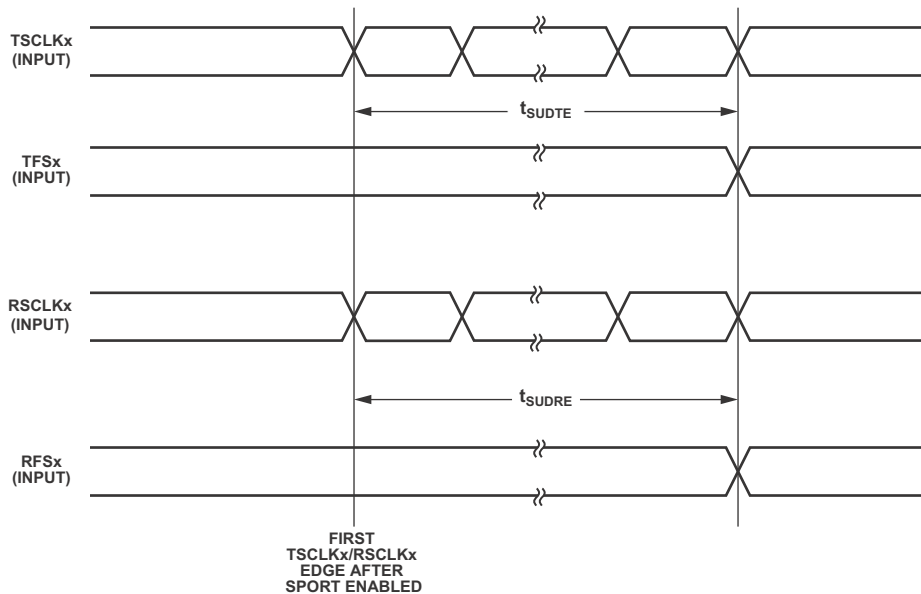 TSCLKx
(INPUT)
tSUDTE
TFSx
(INPUT)
RSCLKx
(INPUT)
tSUDRE
RFSx
(INPUT)
FIRST
TSCLKx/RSCLKx
EDGE AFTER
SPORT ENABLED